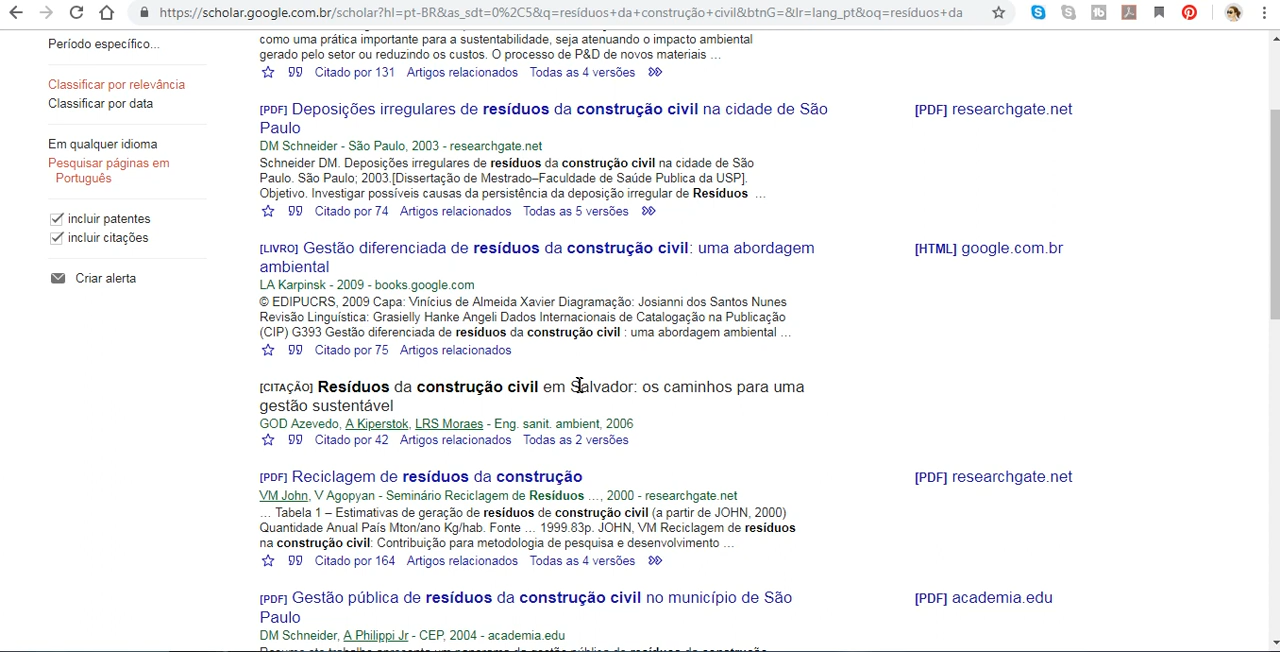 https://scholar.google.com.br/scholar?hl=pt-BR&as_sdt=0%2C5&q=resíduos+da+construção+civil&btnG=&lr=lang_pt&oq=resíduos+da
Período específico...
Classificar por relevância
Classificar por data
Em qualquer idioma
Pesquisar páginas em
Português
incluir patentes
incluir citações
Criar alerta
como uma prática importante para a sustentabilidade, seja atenuando o impacto ambiental
gerado pelo setor ou reduzindo os custos. O processo de P&D de novos materiais …
Citado por 131 Artigos relacionados Todas as 4 versões
[PDF] Deposições irregulares de resíduos da construção civil na cidade de São
Paulo
[PDF] researchgate.net
DM Schneider - São Paulo, 2003 - researchgate.net
Schneider DM. Deposições irregulares de resíduos da construção civil na cidade de São
Paulo. São Paulo; 2003.[Dissertação de Mestrado–Faculdade de Saúde Publica da USP].
Objetivo. Investigar possíveis causas da persistência da deposição irregular de Resíduos …
Citado por 74 Artigos relacionados Todas as 5 versões
[LIVRO] Gestão diferenciada de resíduos da construção civil: uma abordagem
ambiental
[HTML] google.com.br
LA Karpinsk - 2009 - books.google.com
© EDIPUCRS, 2009 Capa: Vinícius de Almeida Xavier Diagramação: Josianni dos Santos Nunes
Revisão Linguística: Grasielly Hanke Angeli Dados Internacionais de Catalogação na Publicação
(CIP) G393 Gestão diferenciada de resíduos da construção civil : uma abordagem ambiental …
Citado por 75 Artigos relacionados
[CITAÇÃO] Resíduos da construção civil em Salvador: os caminhos para uma
gestão sustentável
GOD Azevedo, A Kiperstok, LRS Moraes - Eng. sanit. ambient, 2006
Citado por 42 Artigos relacionados Todas as 2 versões
[PDF] Reciclagem de resíduos da construção
[PDF] researchgate.net
VM John, V Agopyan - Seminário Reciclagem de Resíduos …, 2000 - researchgate.net
… Tabela 1 – Estimativas de geração de resíduos de construção civil (a partir de JOHN, 2000)
Quantidade Anual País Mton/ano Kg/hab. Fonte … 1999.83p. JOHN, VM Reciclagem de resíduos
na construção civil: Contribuição para metodologia de pesquisa e desenvolvimento …
Citado por 164 Artigos relacionados Todas as 4 versões
[PDF] Gestão pública de resíduos da construção civil no município de São
Paulo
[PDF] academia.edu
DM Schneider, A Philippi Jr - CEP, 2004 - academia.edu